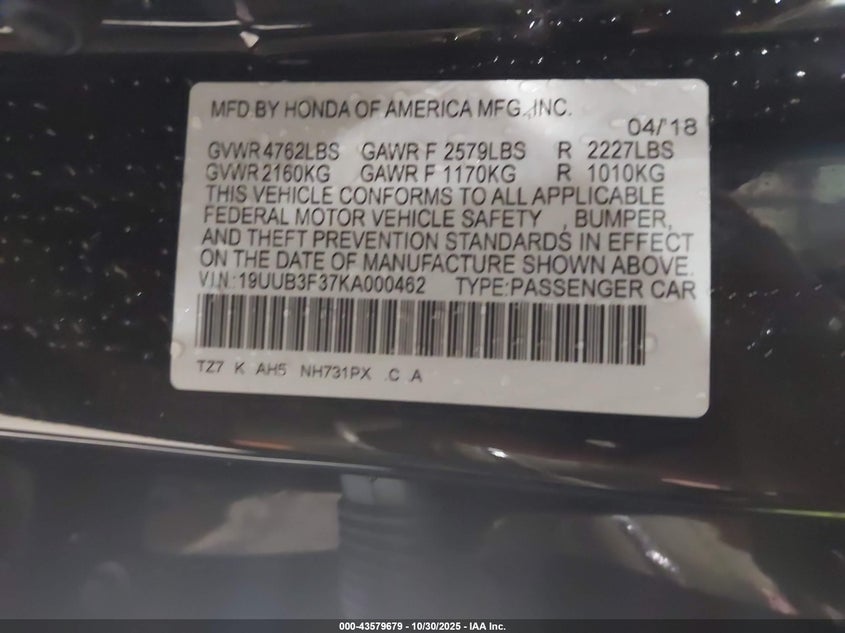 MFD BY HONDA OF AMERICA MFG., INC.
04/'18
GVWR 4762LBS GAWR F 2579LBS R 2227LBS
GVWR 2160KG GAWR F 1170KG R 1010KG
THIS VEHICLE CONFORMS TO ALL APPLICABLE
FEDERAL MOTOR VEHICLE SAFETY , BUMPER,
AND THEFT PREVENTION STANDARDS IN EFFECT
ON THE DATE OF MANUFACTURE SHOWN ABOVE.
V.I.N.:19UUB3F37KA000462 TYPE:PASSENGER CAR
TZ7 K AH5 NH731PX .C .A
000-43579679 - 10/30/2025 - IAA Inc.